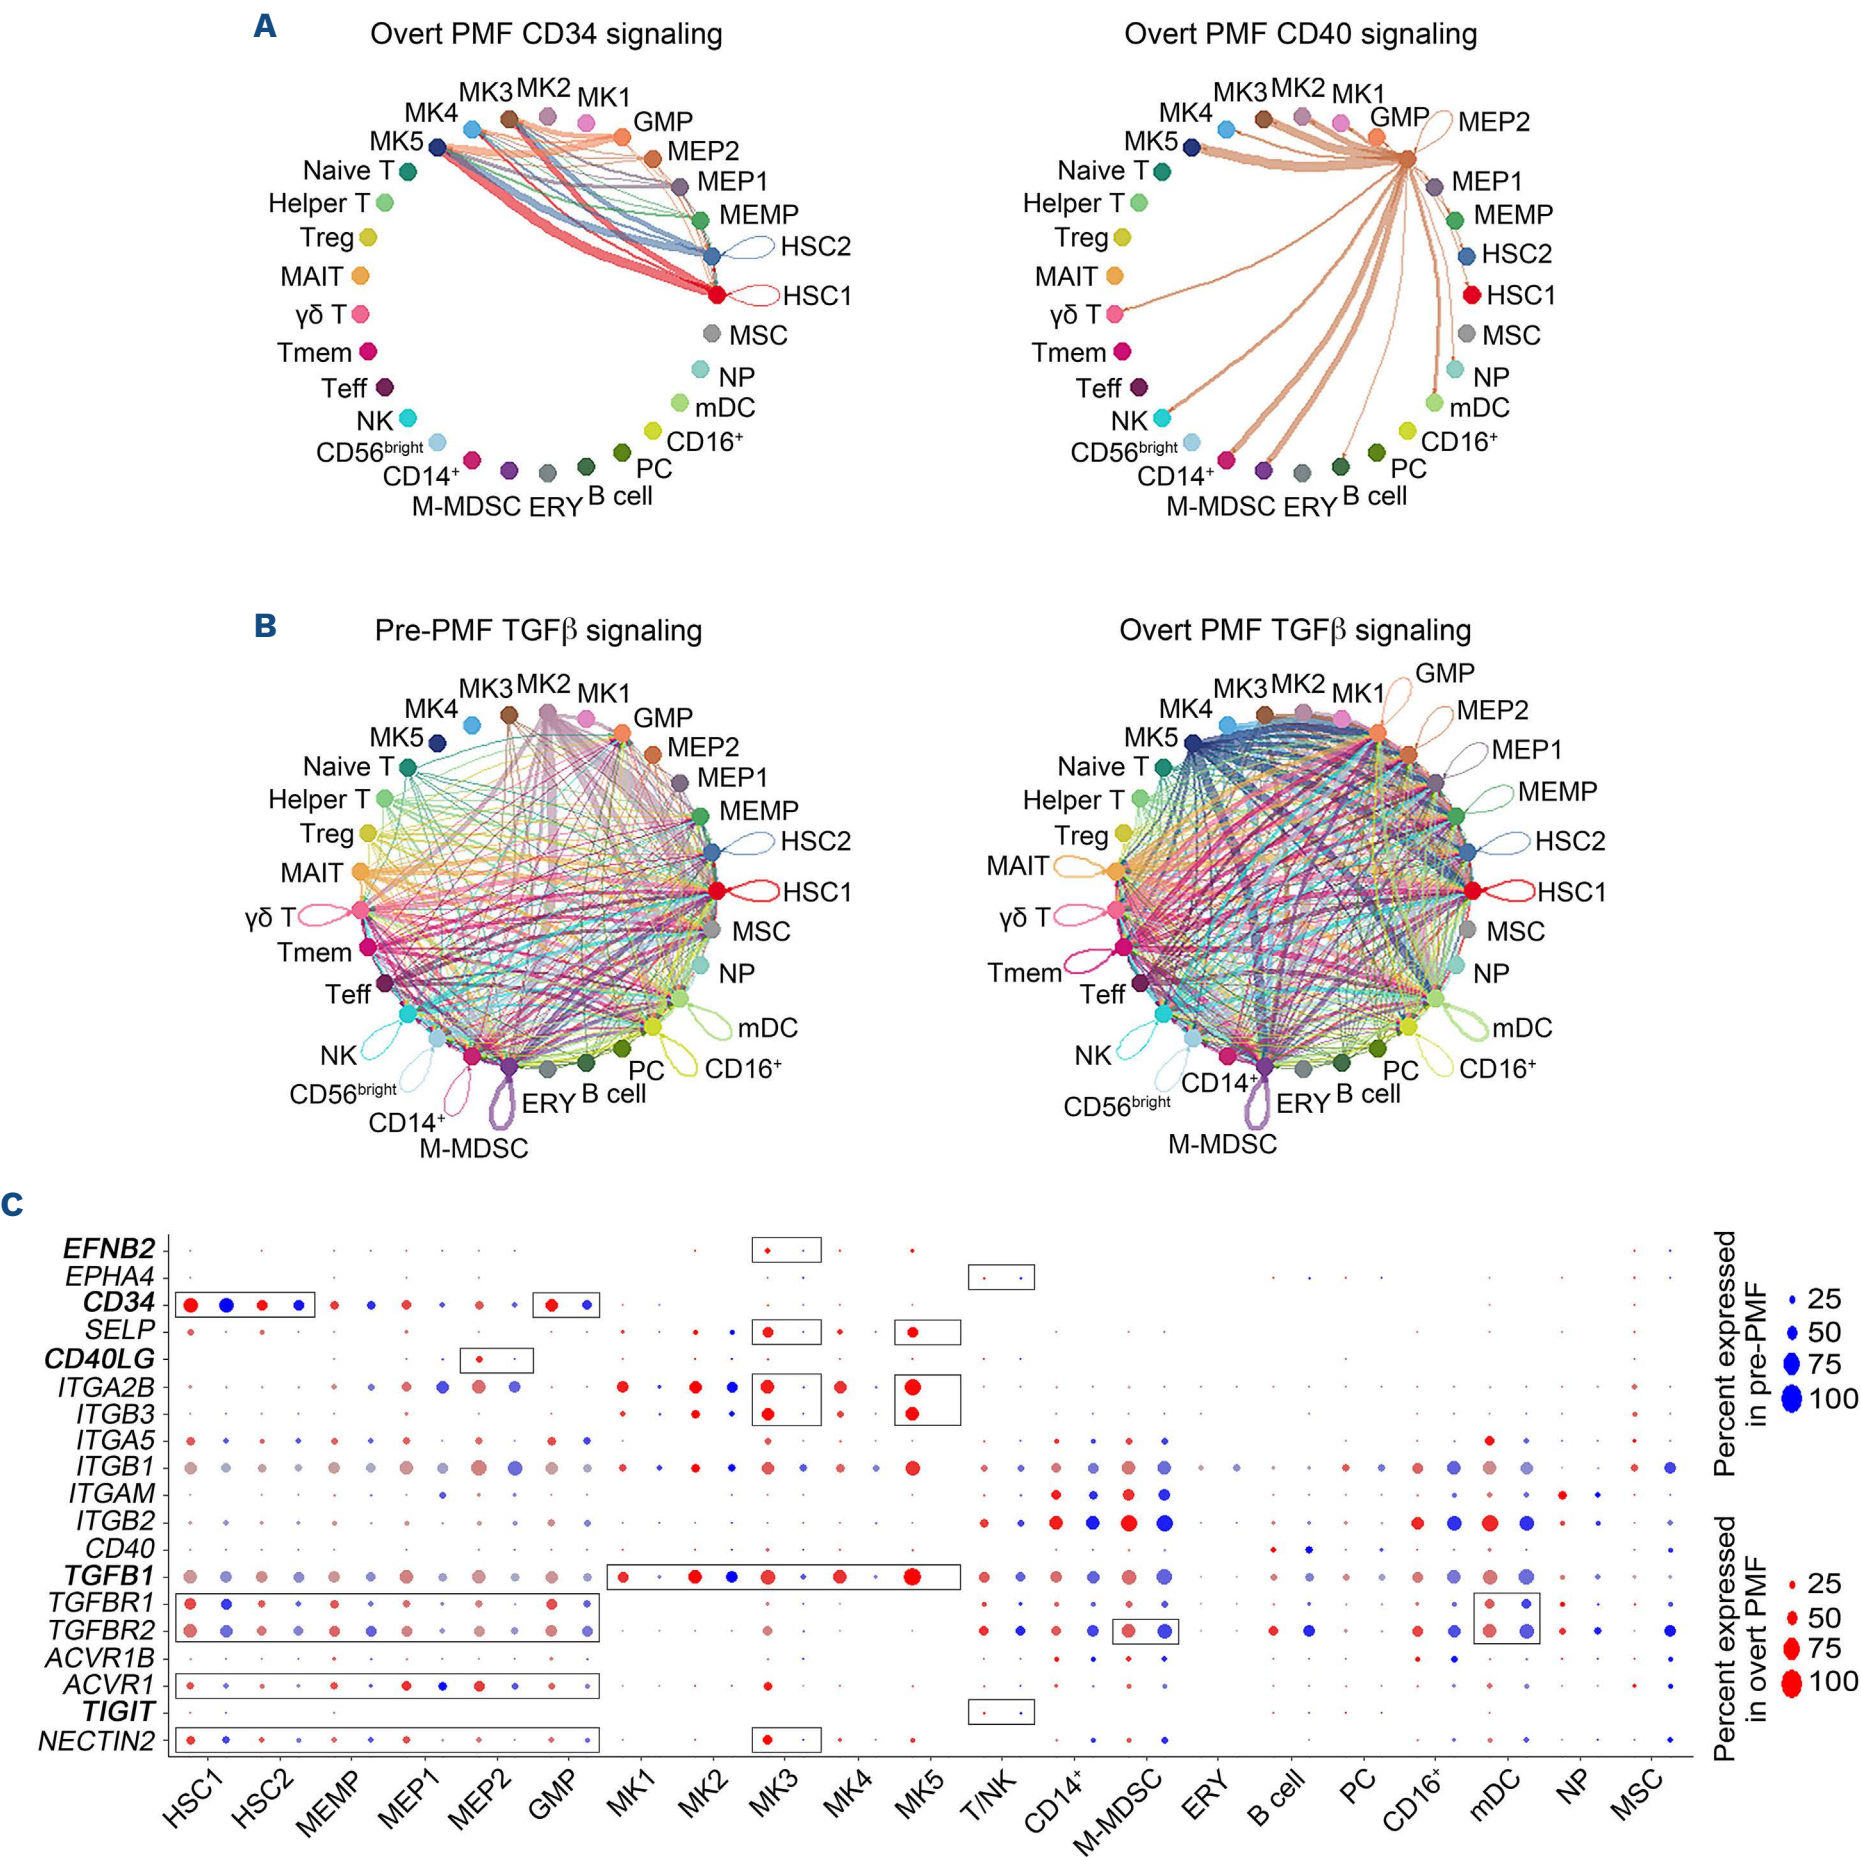 A
Overt PMF CD34 signaling
MK3
MK2
MK1
MK4
GMP
MK5
MEP2
Naive T
MEP1
Helper T
MEMP
Treg
HSC2
MAIT
HSC1
γδ T
MSC
Tmem
NP
Teff
mDC
NK
CD16+
CD56bright
PC
CD14+
B cell
M-MDSC
ERY
Overt PMF CD40 signaling
MK3
MK2
MK1
MK4
GMP
MEP2
MK5
Naive T
MEP1
Helper T
MEMP
Treg
HSC2
MAIT
HSC1
γδ T
MSC
Tmem
NP
Teff
mDC
NK
CD16+
CD56bright
PC
CD14+
B cell
M-MDSC
ERY
B
Pre-PMF TGFβ signaling
MK3
MK2
MK1
MK4
GMP
MK5
MEP2
Naive T
MEP1
Helper T
MEMP
Treg
HSC2
MAIT
HSC1
γδ T
MSC
Tmem
NP
Teff
mDC
NK
CD16+
CD56bright
PC
CD14+
B cell
ERY
M-MDSC
Overt PMF TGFβ signaling
GMP
MK3
MK2
MK1
MK4
MEP2
MK5
MEP1
Naive T
MEMP
Helper T
Treg
HSC2
MAIT
HSC1
γδ T
MSC
Tmem
NP
Teff
mDC
NK
CD16+
CD14+
PC
CD56bright
B cell
ERY
M-MDSC
C
EFNB2
EPHA4
CD34
SELP
CD40LG
ITGA2B
ITGB3
ITGA5
ITGB1
ITGAM
ITGB2
CD40
TGFB1
TGFBR1
TGFBR2
ACVR1B
ACVR1
TIGIT
NECTIN2
HSC1
HSC2
MEMP
MEP1
MEP2
GMP
MK1
MK2
MK3
MK4
MK5
T/NK
CD14+
M-MDSC
ERY
B cell
PC
CD16+
mDC
NP
MSC
Percent expressed
in pre-PMF
25
50
75
100
Percent expressed
in overt PMF
25
50
75
100